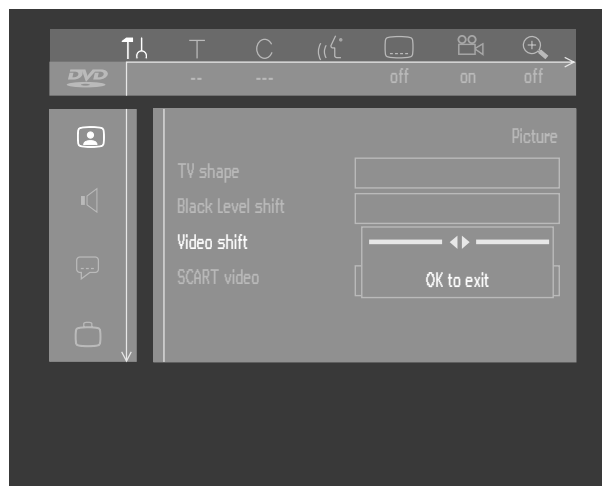 T C
DVD -- --- off on off
Picture
TV shape
Black Level shift
Video shift
SCART video
OK to exit